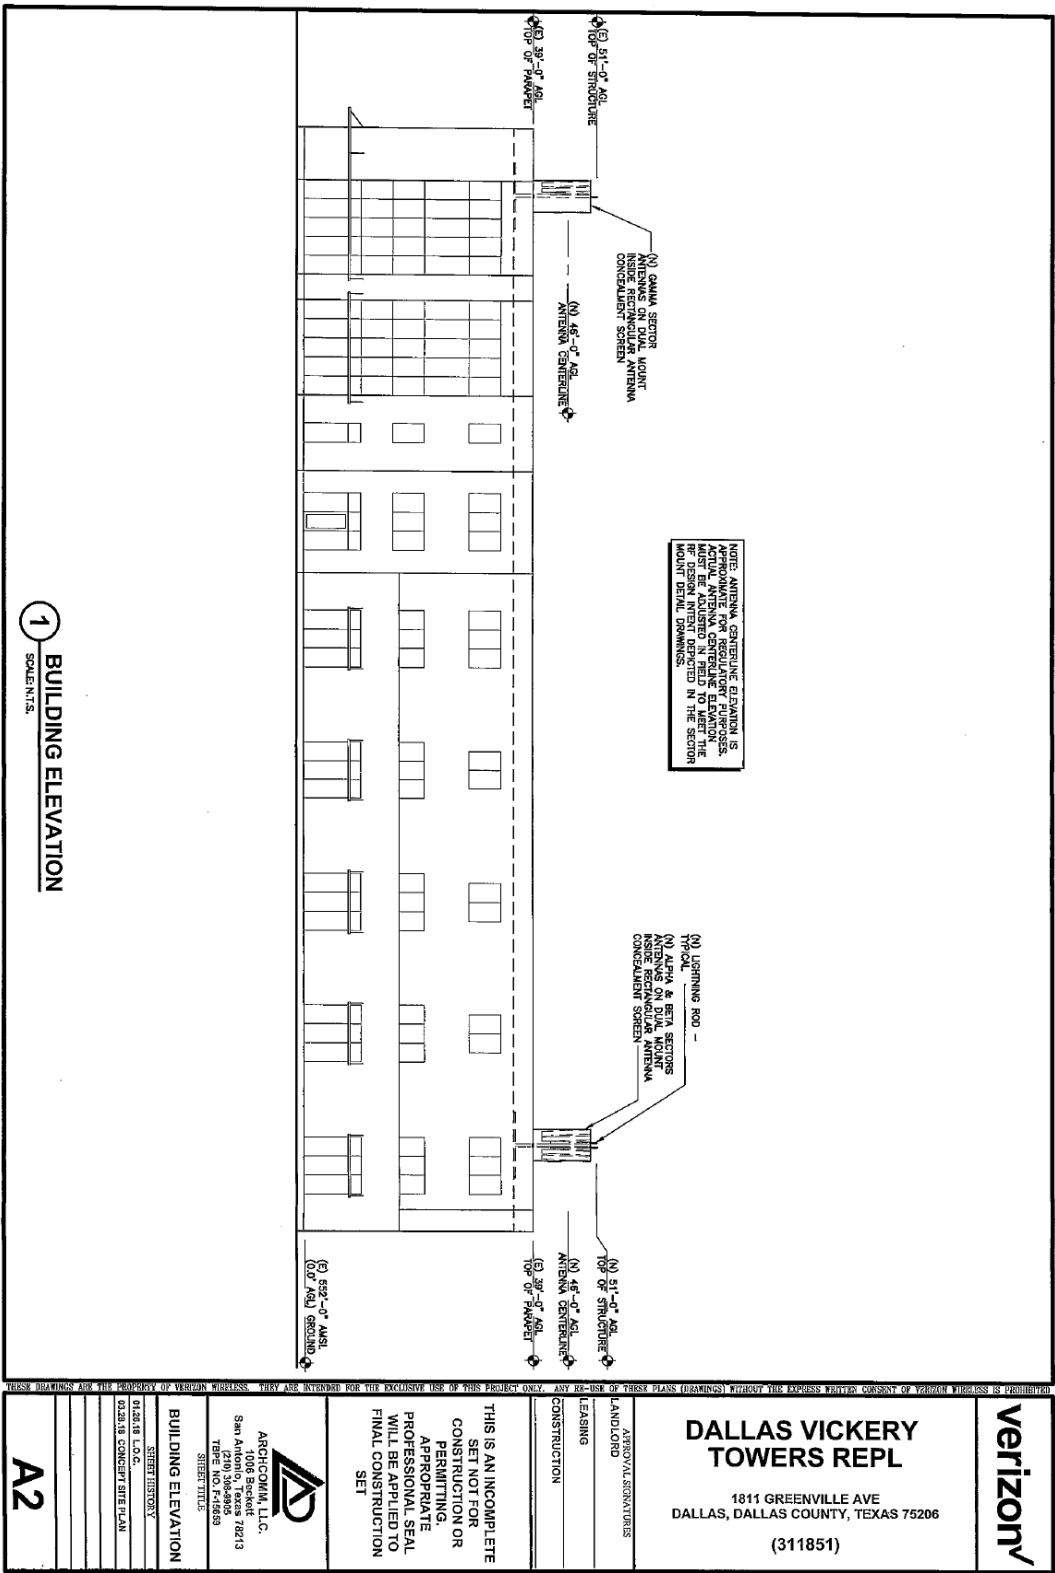 (E) 51'-0" AGL
TOP OF STRUCTURE
(E) 39'-0" AGL
TOP OF PARAPET
(N) GAMMA SECTOR
ANTENNAS ON DUAL MOUNT
INSIDE RECTANGULAR ANTENNA
CONCEALMENT SCREEN
(N) 46'-0" AGL
ANTENNA CENTERLINE
NOTE: ANTENNA CENTERLINE ELEVATION IS
APPROXIMATE FOR REGULATORY PURPOSES.
ACTUAL ANTENNA CENTERLINE ELEVATION
MUST BE ADJUSTED IN FIELD TO MEET THE
RF DESIGN INTENT DEPICTED IN THE SECTOR
MOUNT DETAIL DRAWINGS.
(N) LIGHTNING ROD -
TYPICAL
(N) ALPHA & BETA SECTORS
ANTENNAS ON DUAL MOUNT
INSIDE RECTANGULAR ANTENNA
CONCEALMENT SCREEN
(N) 51'-0" AGL
TOP OF STRUCTURE
(N) 46'-0" AGL
ANTENNA CENTERLINE
(E) 39'-0" AGL
TOP OF PARAPET
(E) 552'-0" AMSL
(0.0' AGL) GROUND
1
BUILDING ELEVATION
SCALE: N.T.S.
THESE DRAWINGS ARE THE PROPERTY OF VERIZON WIRELESS. THEY ARE INTENDED FOR THE EXCLUSIVE USE OF THIS PROJECT ONLY. ANY RE-USE OF THESE PLANS (DRAWINGS) WITHOUT THE EXPRESS WRITTEN CONSENT OF VERIZON WIRELESS IS PROHIBITED
verizon
DALLAS VICKERY
TOWERS REPL
1811 GREENVILLE AVE
DALLAS, DALLAS COUNTY, TEXAS 75206
(311851)
APPROVAL SIGNATURES
LANDLORD
LEASING
CONSTRUCTION
THIS IS AN INCOMPLETE
SET NOT FOR
CONSTRUCTION OR
PERMITTING.
APPROPRIATE
PROFESSIONAL SEAL
WILL BE APPLIED TO
FINAL CONSTRUCTION
SET
ARCHCOMM, L.L.C.
1006 Beckett
San Antonio, Texas 78213
(210) 308-9905
TBPE NO. F-15659
SHEET TITLE
BUILDING ELEVATION
SHEET HISTORY
01.26.18 L.O.C.
03.29.18 CONCEPT SITE PLAN
A2